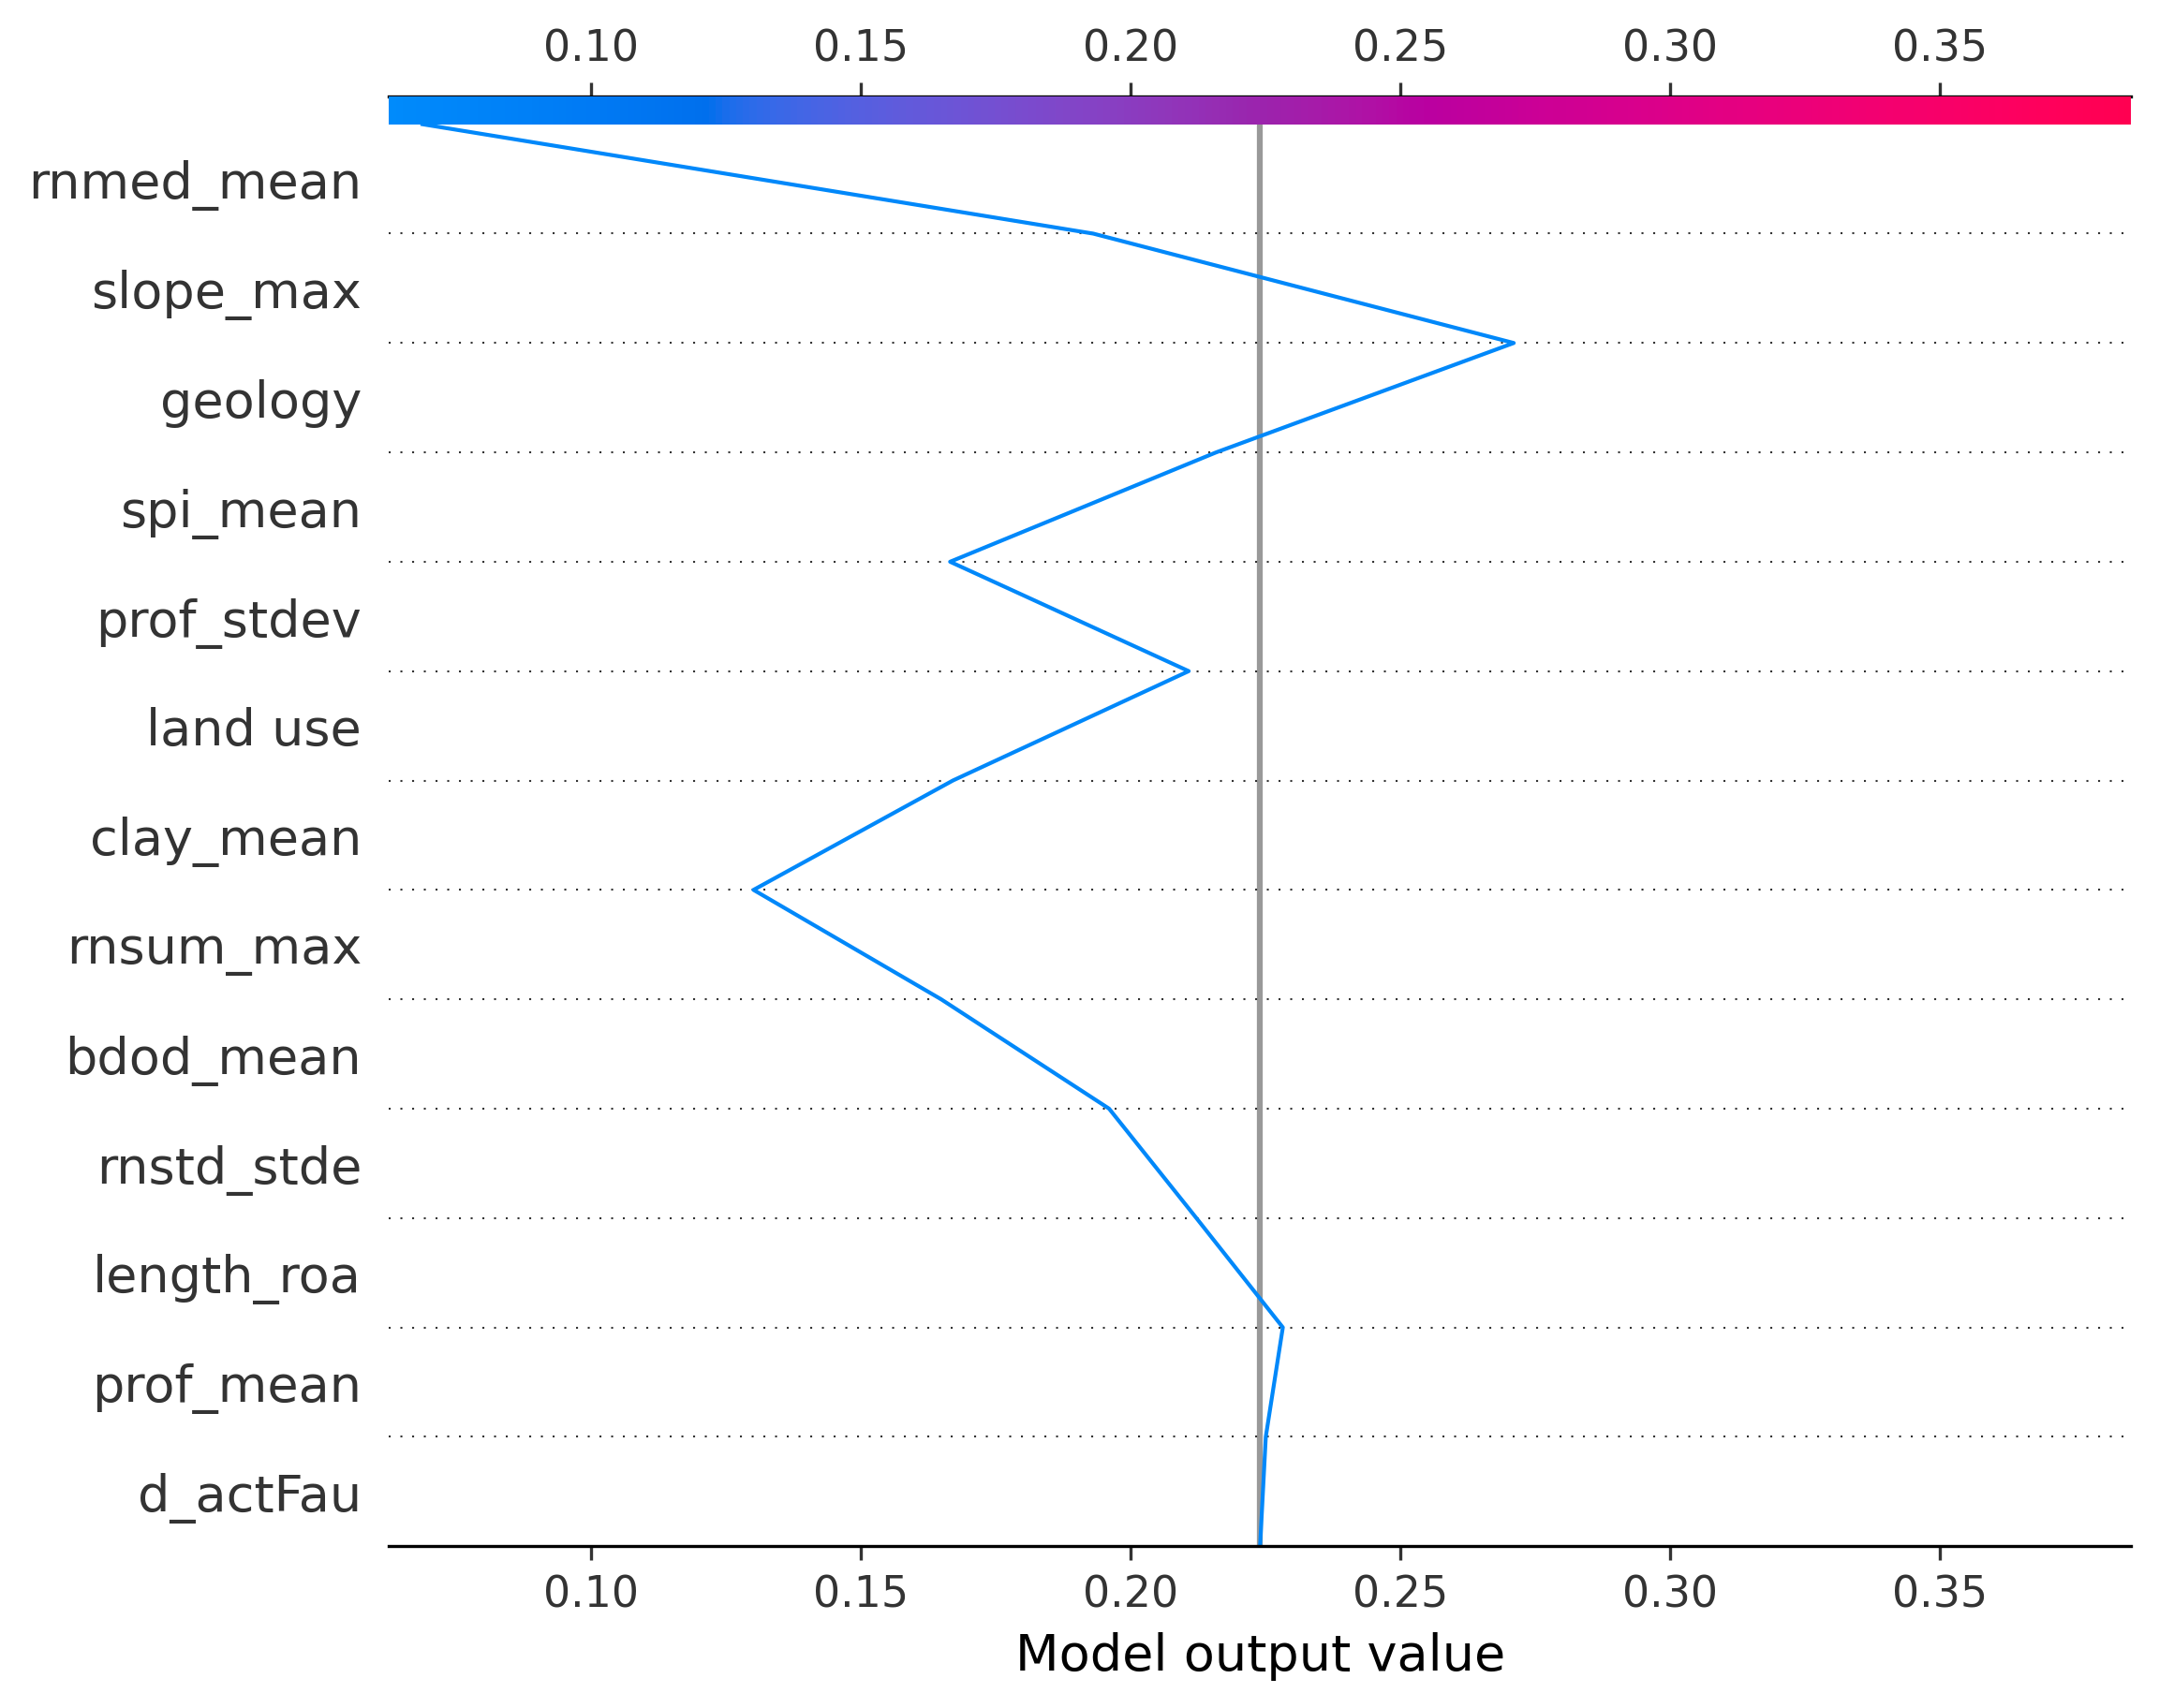 0.10 0.15 0.20 0.25 0.30 0.35
rnmed_mean
slope_max
geology
spi_mean
prof_stdev
land use
clay_mean
rnsum_max
bdod_mean
rnstd_stde
length_roa
prof_mean
d_actFau
0.10 0.15 0.20 0.25 0.30 0.35
Model output value